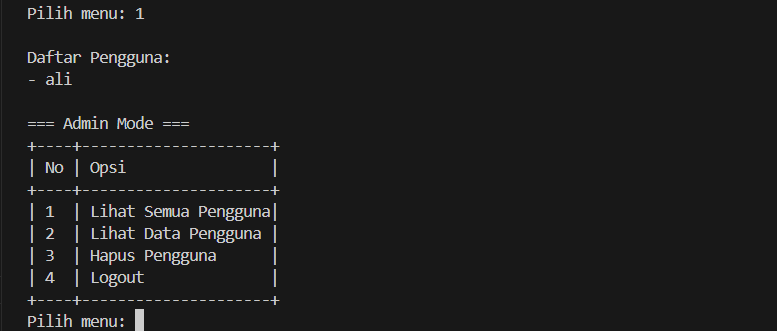 Pilih menu: 1
Daftar Pengguna:
- ali
=== Admin Mode ===
+----+---------------------+
| No | Opsi                |
+----+---------------------+
| 1  | Lihat Semua Pengguna|
| 2  | Lihat Data Pengguna |
| 3  | Hapus Pengguna      |
| 4  | Logout              |
+----+---------------------+
Pilih menu: